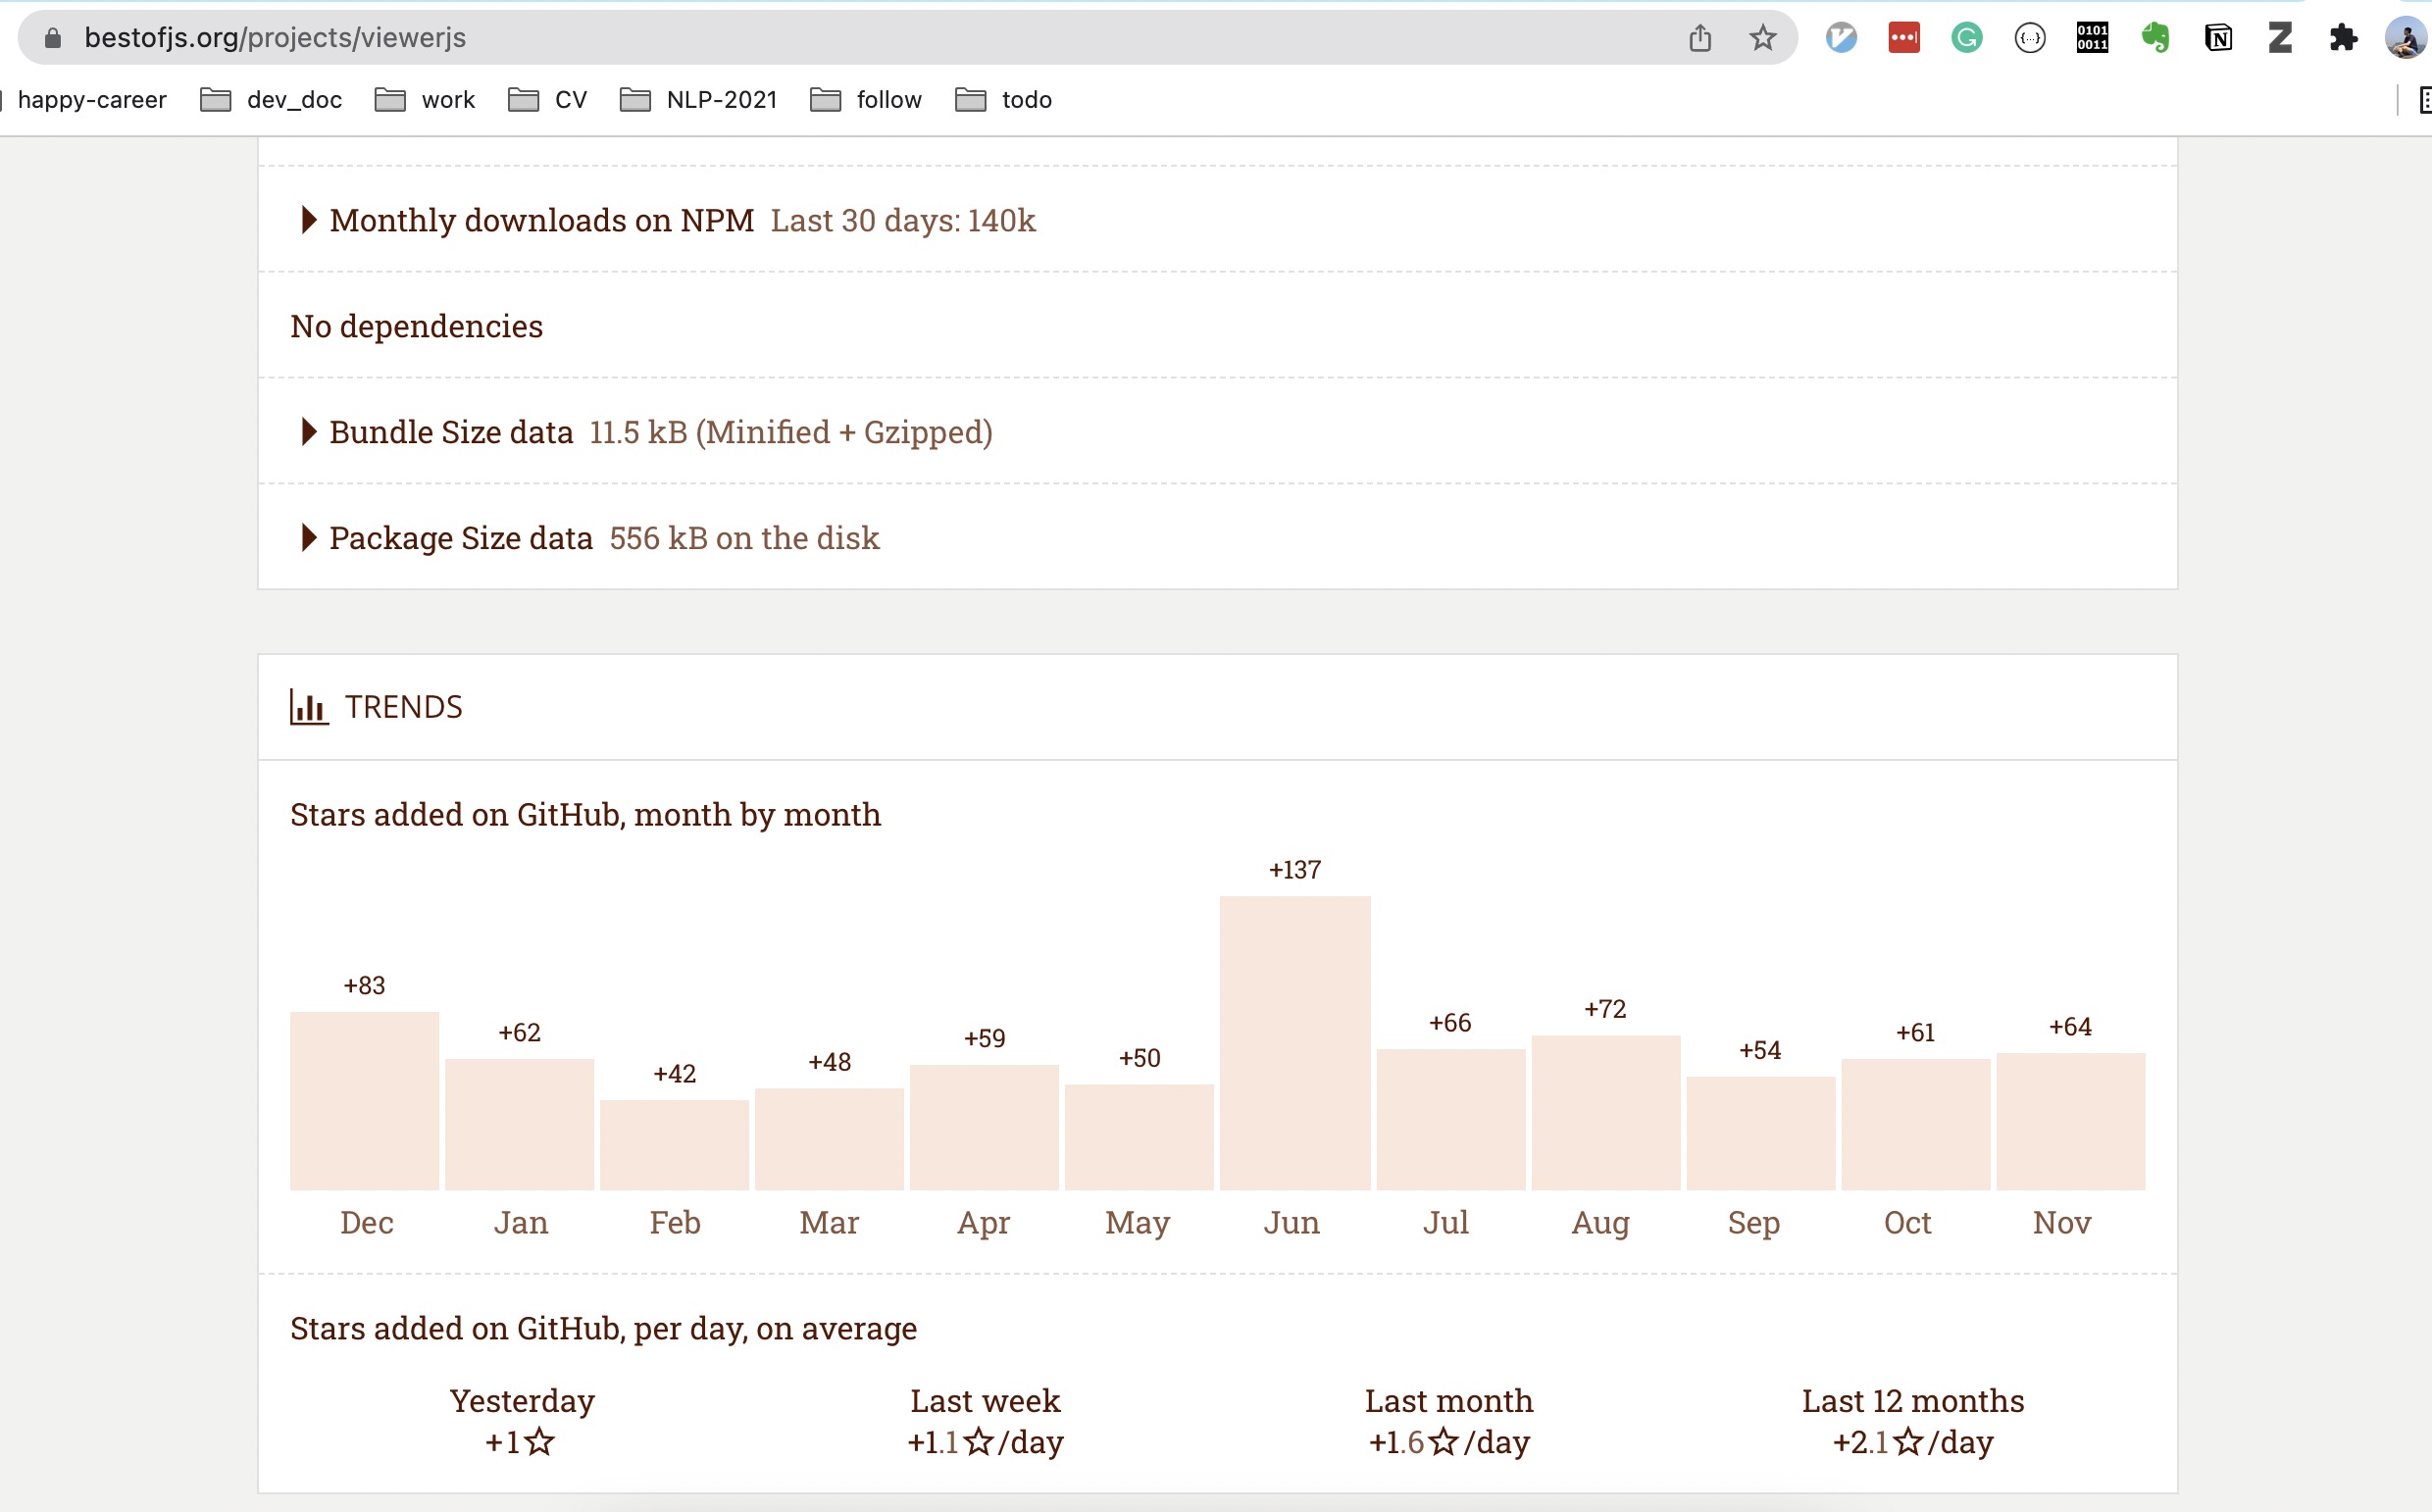 bestofjs.org/projects/viewerjs
0101
0011
happy-career dev_doc work CV NLP-2021 follow todo
Monthly downloads on NPM Last 30 days: 140k
No dependencies
Bundle Size data 11.5 kB (Minified + Gzipped)
Package Size data 556 kB on the disk
TRENDS
Stars added on GitHub, month by month
+83 +62 +42 +48 +59 +50 +137 +66 +72 +54 +61 +64
Dec Jan Feb Mar Apr May Jun Jul Aug Sep Oct Nov
Stars added on GitHub, per day, on average
Yesterday Last week Last month Last 12 months
+1☆ +1.1☆/day +1.6☆/day +2.1☆/day